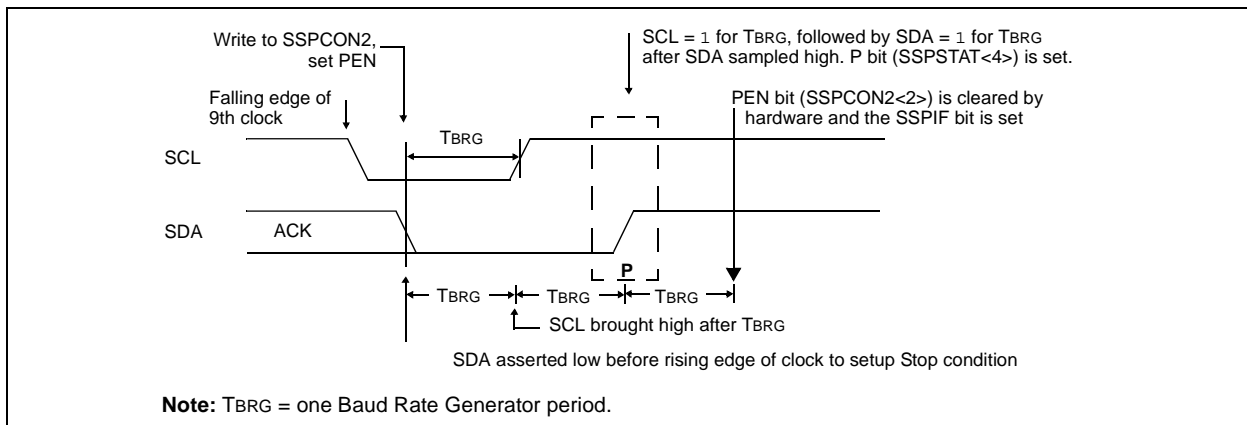 Write to SSPCON2,
set PEN
SCL = 1 for TBRG, followed by SDA = 1 for TBRG
after SDA sampled high. P bit (SSPSTAT<4>) is set.
Falling edge of
9th clock
PEN bit (SSPCON2<2>) is cleared by
hardware and the SSPIF bit is set
TBRG
SCL
SDA
ACK
P
TBRG
TBRG
TBRG
SCL brought high after TBRG
SDA asserted low before rising edge of clock to setup Stop condition
Note: TBRG = one Baud Rate Generator period.